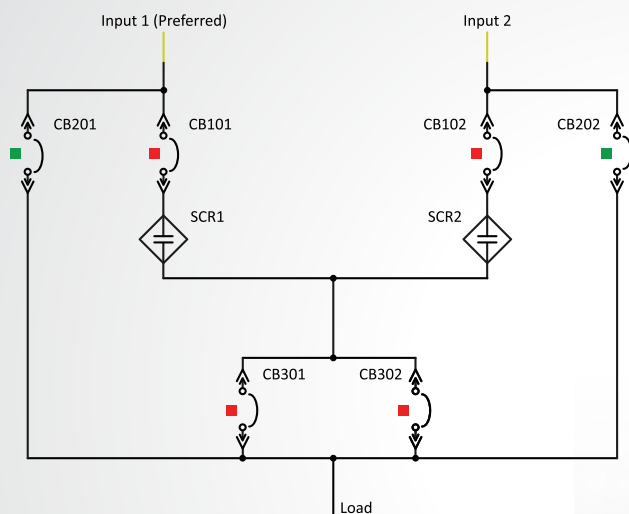 Input 1 (Preferred)
Input 2
CB201
CB101
CB102
CB202
SCR1
SCR2
CB301
CB302
Load